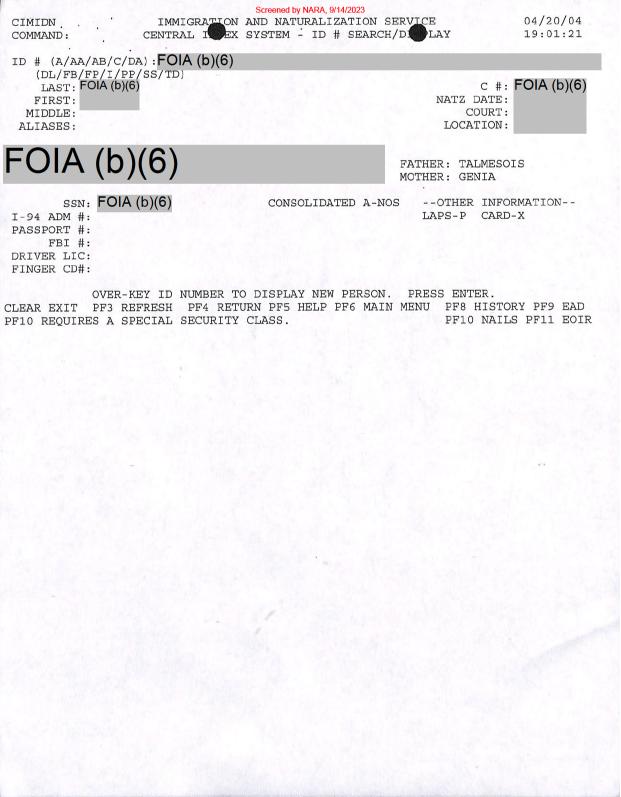 Screened by NARA, 9/14/2023
CIMIDN IMMIGRATION AND NATURALIZATION SERVICE 04/20/04
COMMAND: CENTRAL I EX SYSTEM - ID # SEARCH/D LAY 19:01:21
ID # (A/AA/AB/C/DA): FOIA (b)(6)
(DL/FB/FP/I/PP/SS/TD)
LAST: FOIA (b)(6) C #: FOIA (b)(6)
FIRST: NATZ DATE:
MIDDLE: COURT:
ALIASES: LOCATION:
FOIA (b)(6) FATHER: TALMESOIS
MOTHER: GENIA
SSN: FOIA (b)(6) CONSOLIDATED A-NOS --OTHER INFORMATION--
I-94 ADM #: LAPS-P CARD-X
PASSPORT #:
FBI #:
DRIVER LIC:
FINGER CD#:
OVER-KEY ID NUMBER TO DISPLAY NEW PERSON. PRESS ENTER.
CLEAR EXIT PF3 REFRESH PF4 RETURN PF5 HELP PF6 MAIN MENU PF8 HISTORY PF9 EAD
PF10 REQUIRES A SPECIAL SECURITY CLASS. PF10 NAILS PF11 EOIR